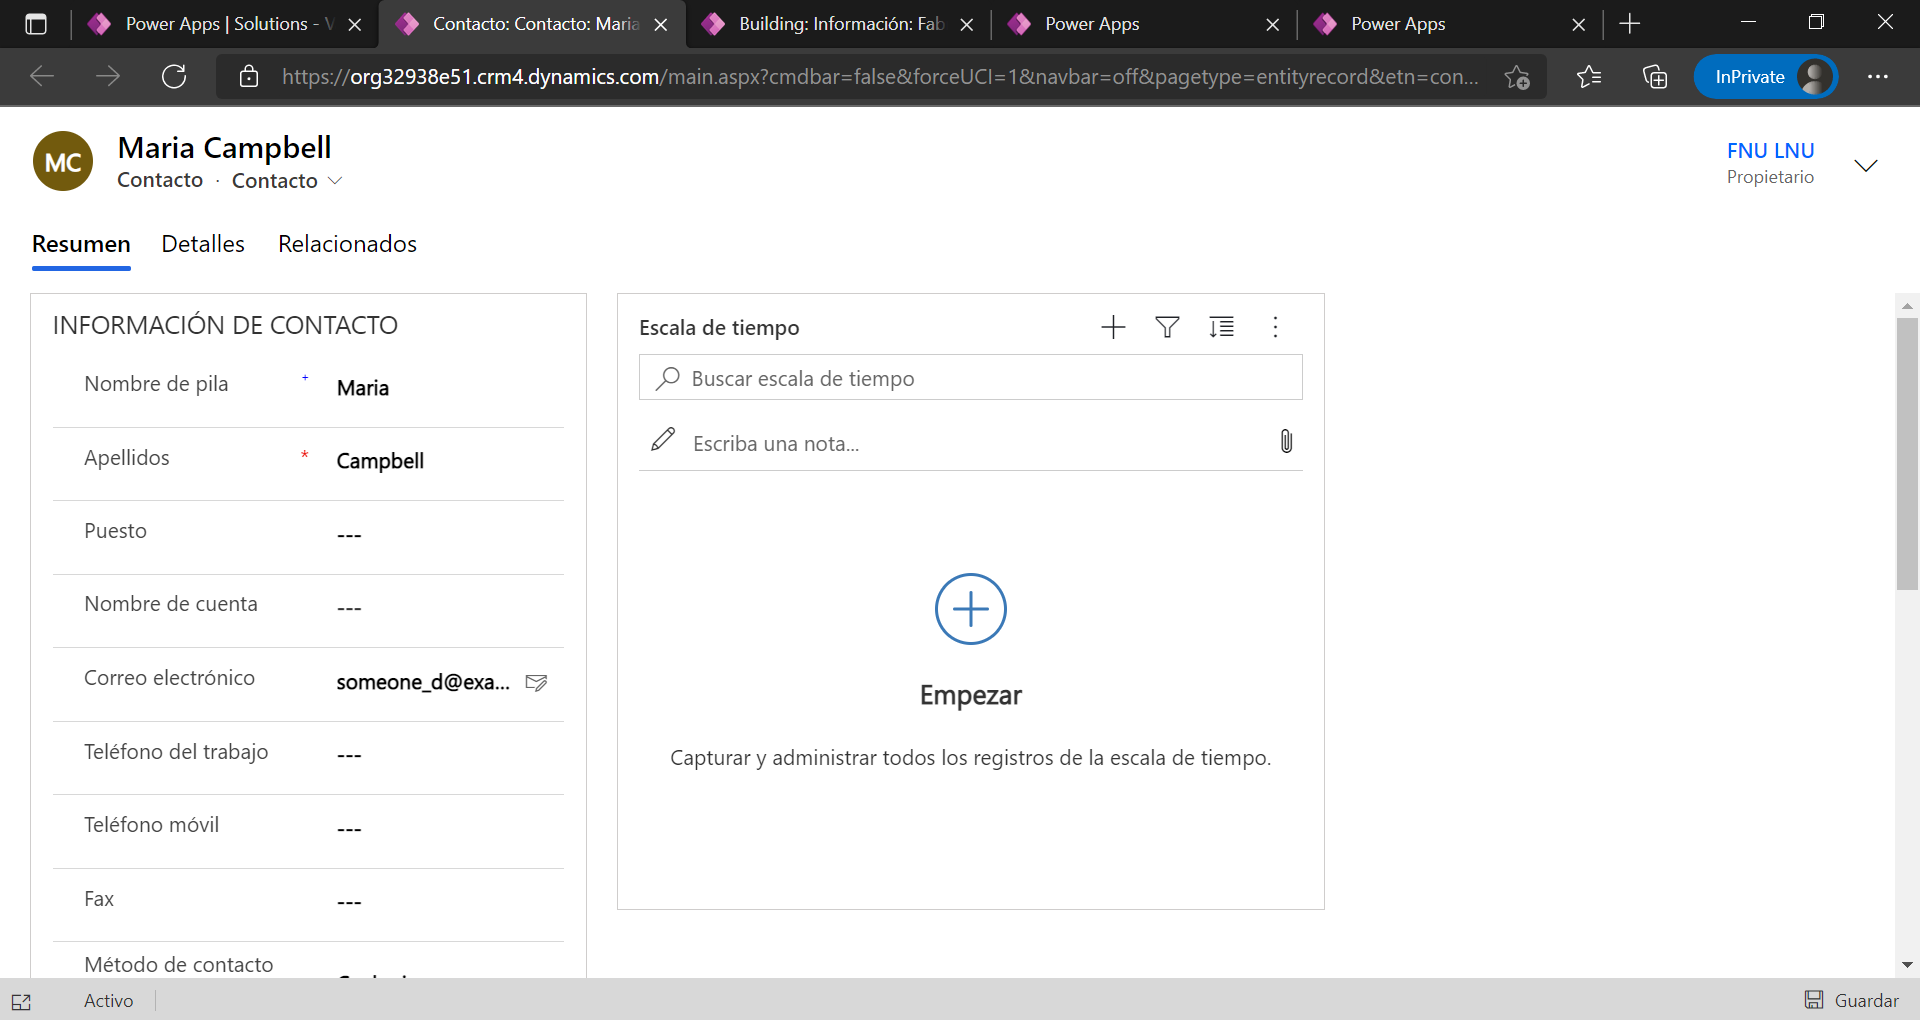 Power Apps | Solutions - V
Contacto: Contacto: Maria
Building: Información: Fab
Power Apps
Power Apps
https://org32938e51.crm4.dynamics.com/main.aspx?cmdbar=false&forceUCI=1&navbar=off&pagetype=entityrecord&etn=con...
InPrivate
MC
Maria Campbell
Contacto · Contacto
FNU LNU
Propietario
Resumen
Detalles
Relacionados
INFORMACIÓN DE CONTACTO
Nombre de pila + Maria
Apellidos * Campbell
Puesto ---
Nombre de cuenta ---
Correo electrónico someone_d@exa...
Teléfono del trabajo ---
Teléfono móvil ---
Fax ---
Método de contacto
Escala de tiempo
Buscar escala de tiempo
Escriba una nota...
Empezar
Capturar y administrar todos los registros de la escala de tiempo.
Activo
Guardar